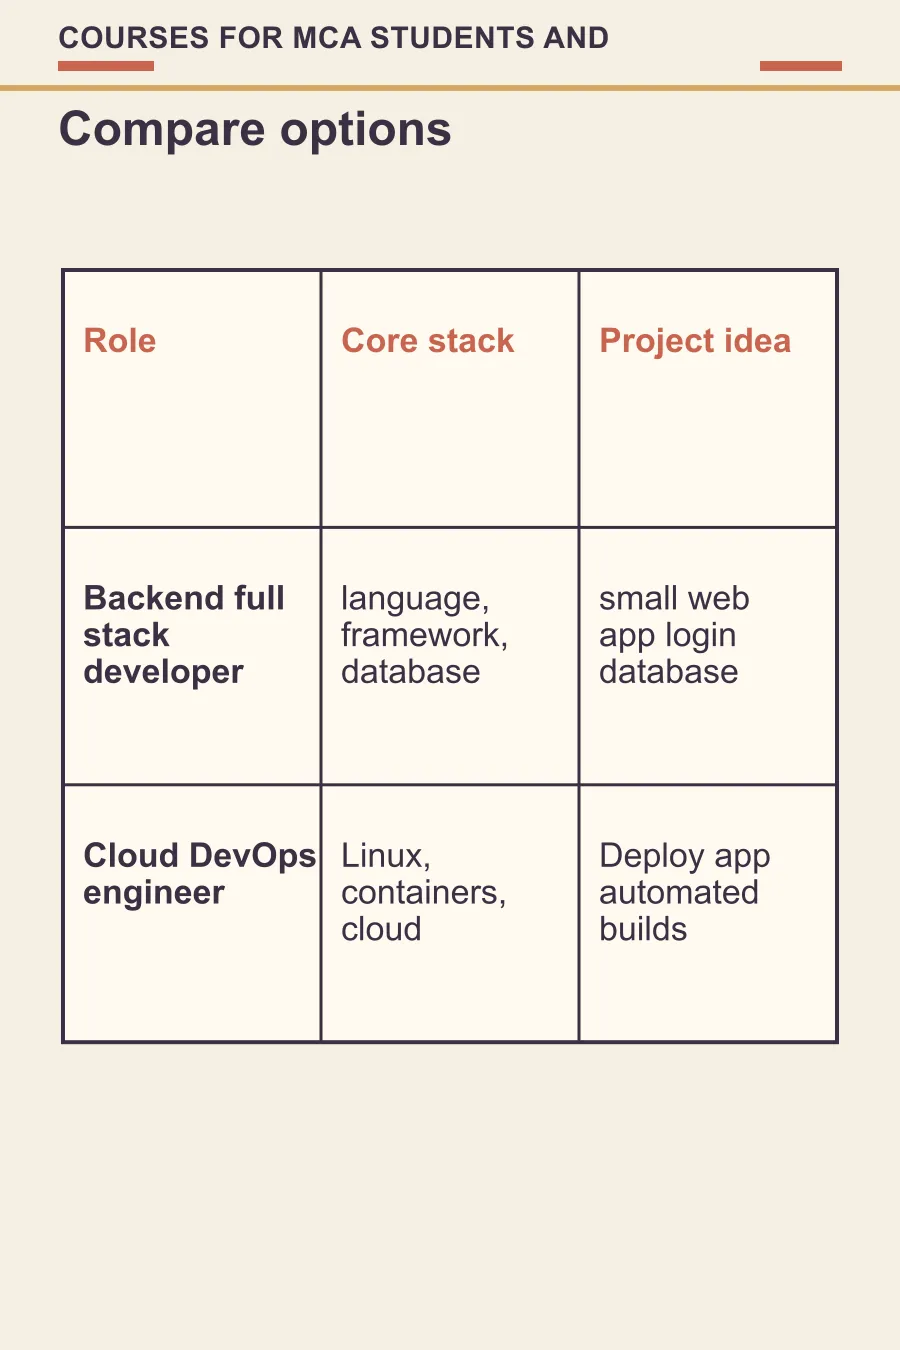 COURSES FOR MCA STUDENTS AND
Compare options
Role
Core stack
Project idea
Backend full
stack
developer
language,
framework,
database
small web
app login
database
Cloud DevOps
engineer
Linux,
containers,
cloud
Deploy app
automated
builds